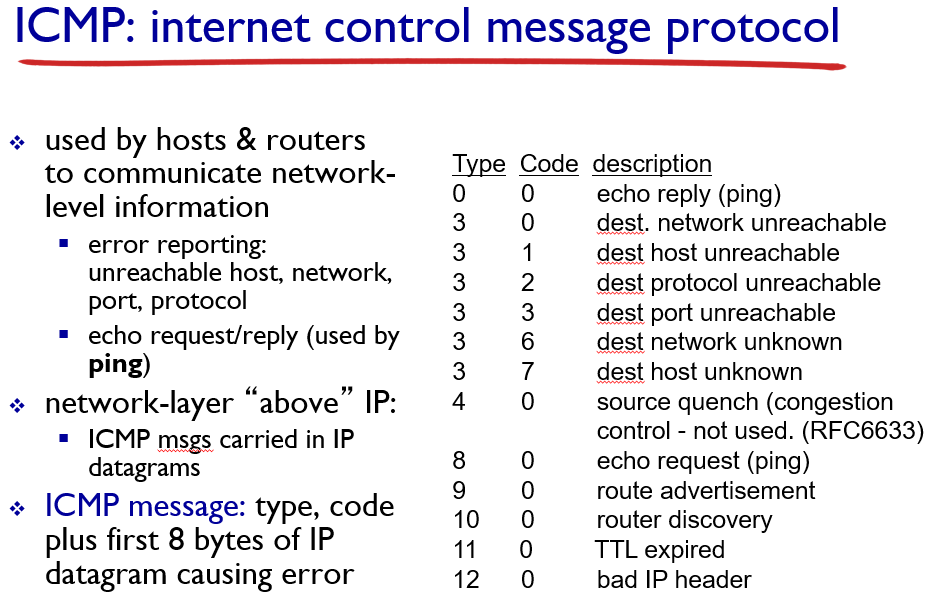 ICMP: internet control message protocol
❖ used by hosts & routers
to communicate network-
level information
▪ error reporting:
unreachable host, network,
port, protocol
▪ echo request/reply (used by
ping)
❖ network-layer “above” IP:
▪ ICMP msgs carried in IP
datagrams
❖ ICMP message: type, code
plus first 8 bytes of IP
datagram causing error
Type Code description
0 0 echo reply (ping)
3 0 dest. network unreachable
3 1 dest host unreachable
3 2 dest protocol unreachable
3 3 dest port unreachable
3 6 dest network unknown
3 7 dest host unknown
4 0 source quench (congestion
control - not used. (RFC6633)
8 0 echo request (ping)
9 0 route advertisement
10 0 router discovery
11 0 TTL expired
12 0 bad IP header